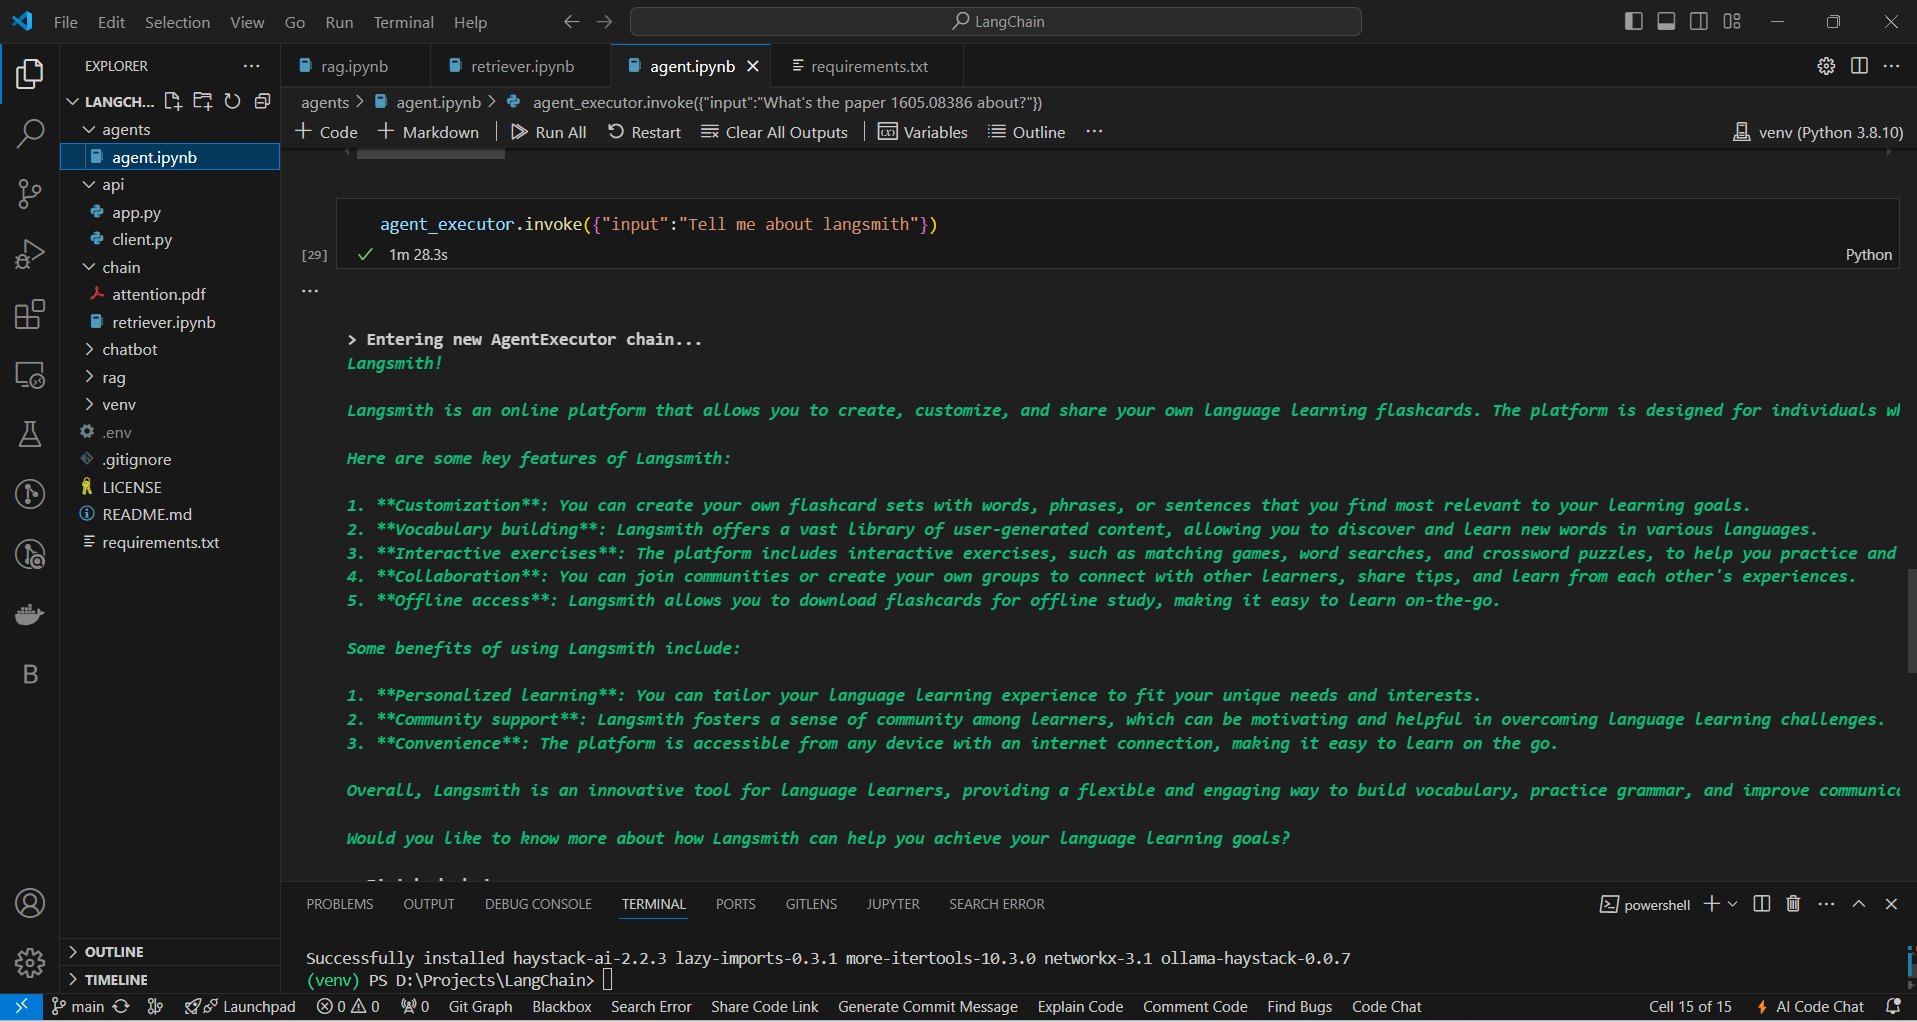 File Edit Selection View Go Run Terminal Help LangChain
EXPLORER
rag.ipynb retriever.ipynb agent.ipynb requirements.txt
LANGCH...
agents > agent.ipynb > agent_executor.invoke({"input":"What's the paper 1605.08386 about?"})
+ Code + Markdown Run All Restart Clear All Outputs Variables Outline ... venv (Python 3.8.10)
agents
agent.ipynb
api
app.py
client.py
chain
attention.pdf
retriever.ipynb
chatbot
rag
venv
.env
.gitignore
LICENSE
README.md
requirements.txt
OUTLINE
TIMELINE
agent_executor.invoke({"input":"Tell me about langsmith"})
[29] 1m 28.3s Python
...
> Entering new AgentExecutor chain...
Langsmith!
Langsmith is an online platform that allows you to create, customize, and share your own language learning flashcards. The platform is designed for individuals wh
Here are some key features of Langsmith:
1. **Customization**: You can create your own flashcard sets with words, phrases, or sentences that you find most relevant to your learning goals.
2. **Vocabulary building**: Langsmith offers a vast library of user-generated content, allowing you to discover and learn new words in various languages.
3. **Interactive exercises**: The platform includes interactive exercises, such as matching games, word searches, and crossword puzzles, to help you practice and
4. **Collaboration**: You can join communities or create your own groups to connect with other learners, share tips, and learn from each other's experiences.
5. **Offline access**: Langsmith allows you to download flashcards for offline study, making it easy to learn on-the-go.
Some benefits of using Langsmith include:
1. **Personalized learning**: You can tailor your language learning experience to fit your unique needs and interests.
2. **Community support**: Langsmith fosters a sense of community among learners, which can be motivating and helpful in overcoming language learning challenges.
3. **Convenience**: The platform is accessible from any device with an internet connection, making it easy to learn on the go.
Overall, Langsmith is an innovative tool for language learners, providing a flexible and engaging way to build vocabulary, practice grammar, and improve communica
Would you like to know more about how Langsmith can help you achieve your language learning goals?
PROBLEMS OUTPUT DEBUG CONSOLE TERMINAL PORTS GITLENS JUPYTER SEARCH ERROR powershell
Successfully installed haystack-ai-2.2.3 lazy-imports-0.3.1 more-itertools-10.3.0 networkx-3.1 ollama-haystack-0.0.7
(venv) PS D:\Projects\LangChain>
main Launchpad 0 0 0 Git Graph Blackbox Search Error Share Code Link Generate Commit Message Explain Code Comment Code Find Bugs Code Chat Cell 15 of 15 AI Code Chat